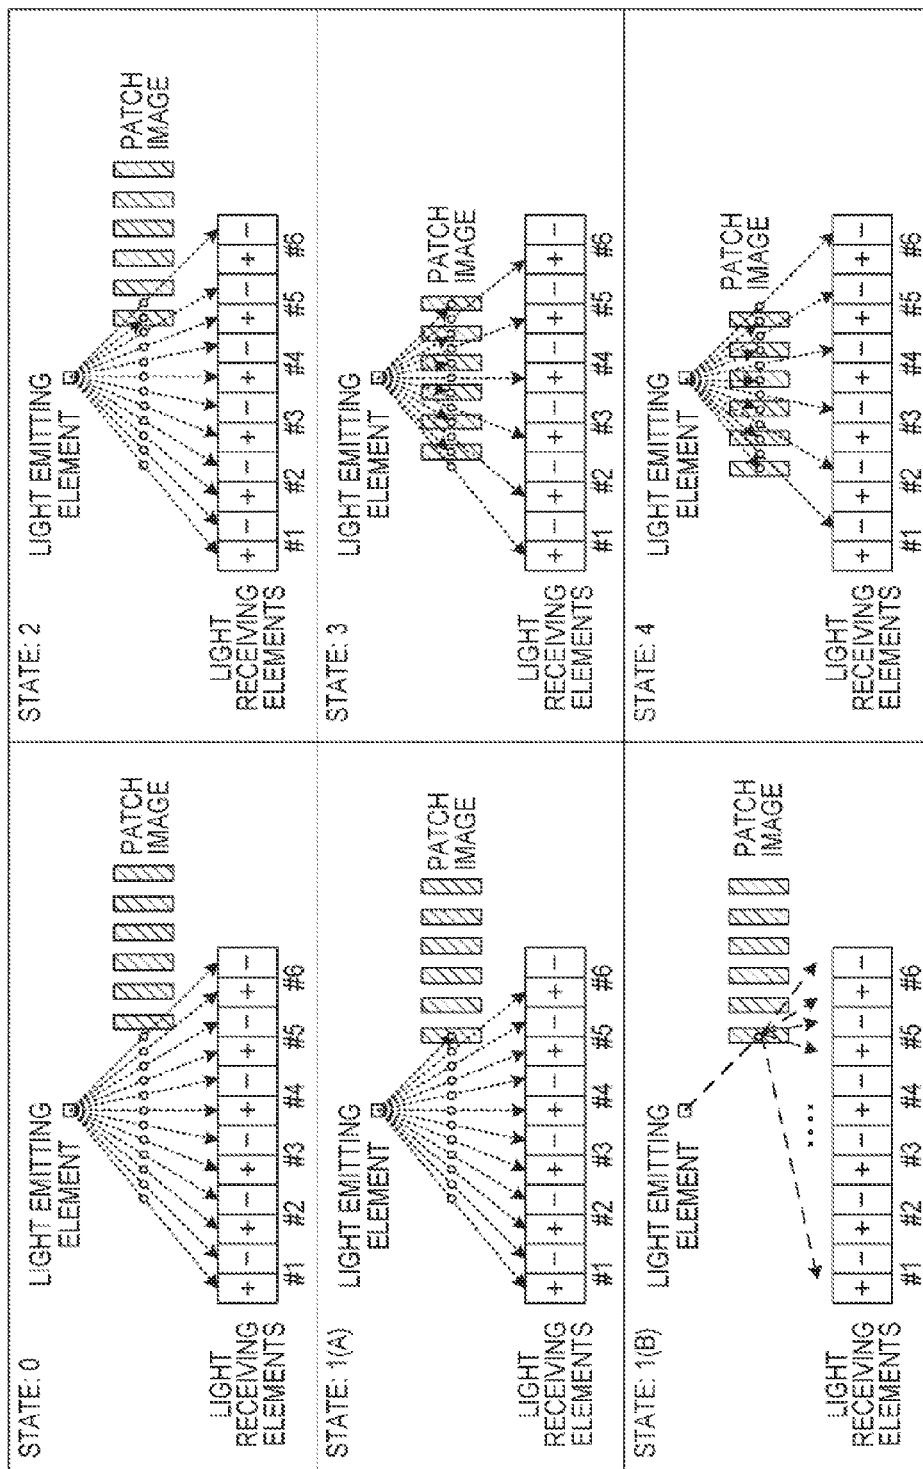 STATE: 0
LIGHT EMITTING
ELEMENT
PATCH
IMAGE
LIGHT
RECEIVING
ELEMENTS
+ - + - + - + - + - + -
#1 #2 #3 #4 #5 #6
STATE: 1(A)
LIGHT EMITTING
ELEMENT
PATCH
IMAGE
LIGHT
RECEIVING
ELEMENTS
+ - + - + - + - + - + -
#1 #2 #3 #4 #5 #6
STATE: 1(B)
LIGHT EMITTING
ELEMENT
PATCH
IMAGE
LIGHT
RECEIVING
ELEMENTS
+ - + - + - + - + - + -
#1 #2 #3 #4 #5 #6
STATE: 2
LIGHT EMITTING
ELEMENT
PATCH
IMAGE
LIGHT
RECEIVING
ELEMENTS
+ - + - + - + - + - + -
#1 #2 #3 #4 #5 #6
STATE: 3
LIGHT EMITTING
ELEMENT
PATCH
IMAGE
LIGHT
RECEIVING
ELEMENTS
+ - + - + - + - + - + -
#1 #2 #3 #4 #5 #6
STATE: 4
LIGHT EMITTING
ELEMENT
PATCH
IMAGE
LIGHT
RECEIVING
ELEMENTS
+ - + - + - + - + - + -
#1 #2 #3 #4 #5 #6